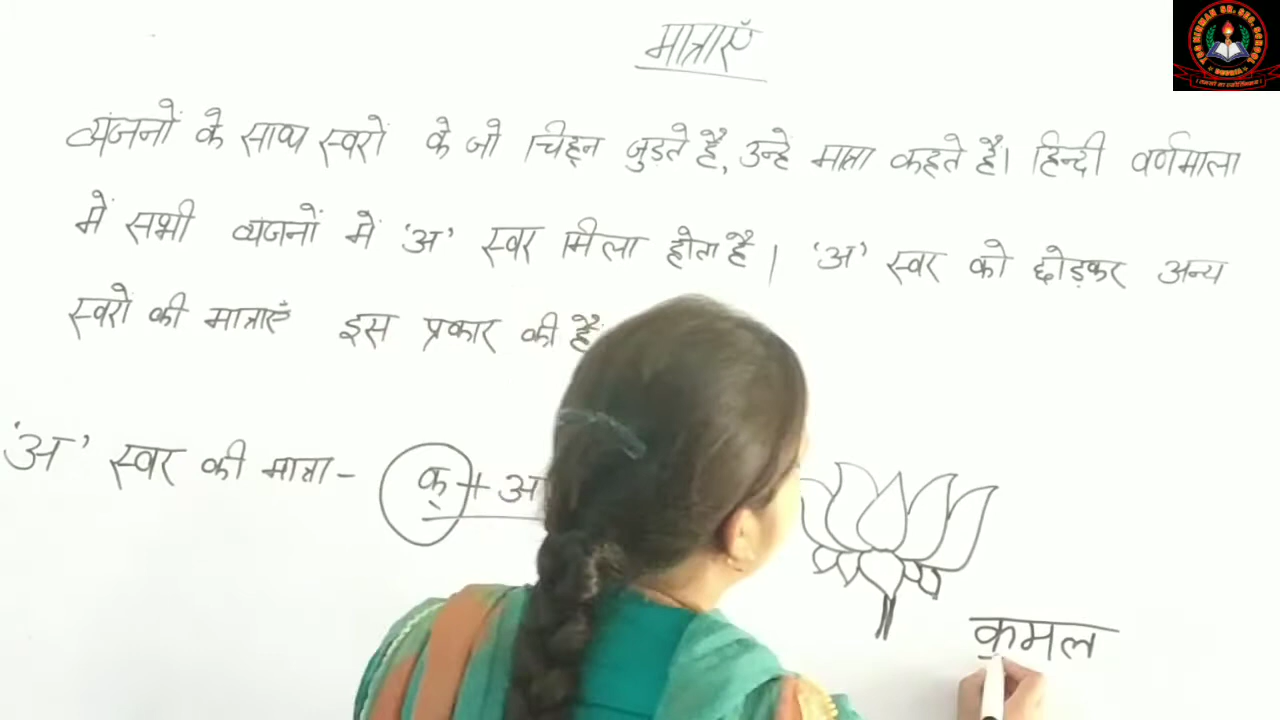 मात्राएँ
व्यंजनों के साथ स्वरों के जो चिह्न जुड़ते हैं, उन्हें मात्रा कहते हैं। हिन्दी वर्णमाला
में सभी व्यंजनों में 'अ' स्वर मिला होता है। 'अ' स्वर को छोड़कर अन्य
स्वरों की मात्राएँ इस प्रकार की हैं
'अ' स्वर की मात्रा- क् + अ
कमल